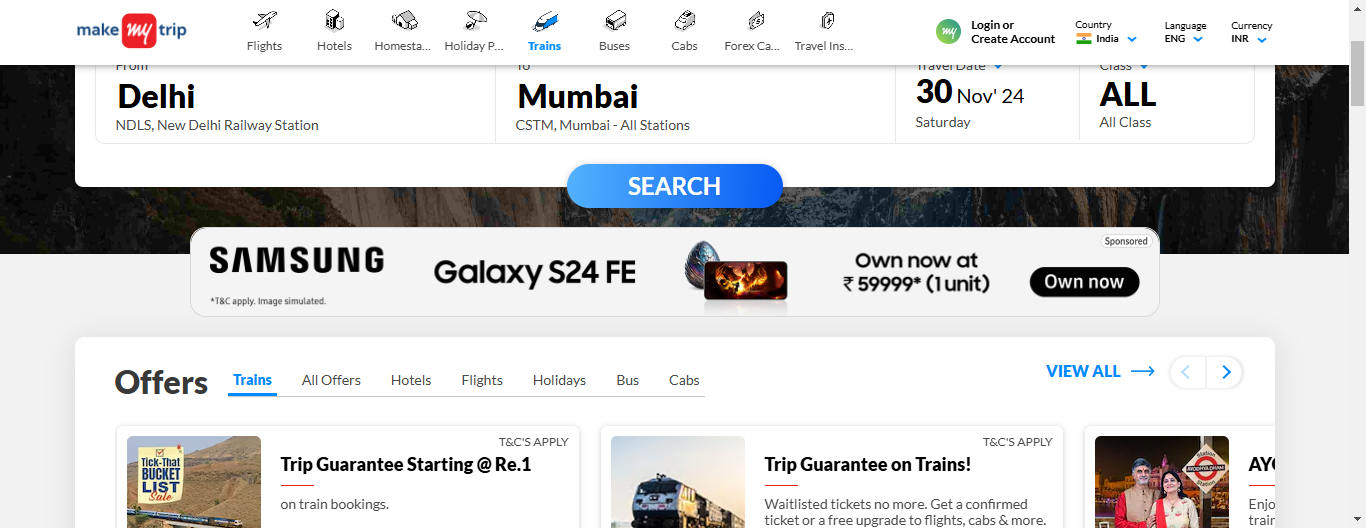 make my trip
Flights
Hotels
Homesta...
Holiday P...
Trains
Buses
Cabs
Forex Ca...
Travel Ins...
my
Login or
Create Account
Country
India
Language
ENG
Currency
INR
From
To
Travel Date
Class
Delhi
Mumbai
30 Nov' 24
ALL
NDLS, New Delhi Railway Station
CSTM, Mumbai - All Stations
Saturday
All Class
SEARCH
Sponsored
SAMSUNG
*T&C apply. Image simulated.
Galaxy S24 FE
Own now at
₹ 59999* (1 unit)
Own now
Offers
Trains
All Offers
Hotels
Flights
Holidays
Bus
Cabs
VIEW ALL
T&C'S APPLY
TICK-THAT
BUCKET
LIST
Sale
Trip Guarantee Starting @ Re.1
on train bookings.
T&C'S APPLY
Trip Guarantee on Trains!
Waitlisted tickets no more. Get a confirmed
ticket or a free upgrade to flights, cabs & more.
Station
AYODHYA DHAM
Station
AYO
Enjo
train